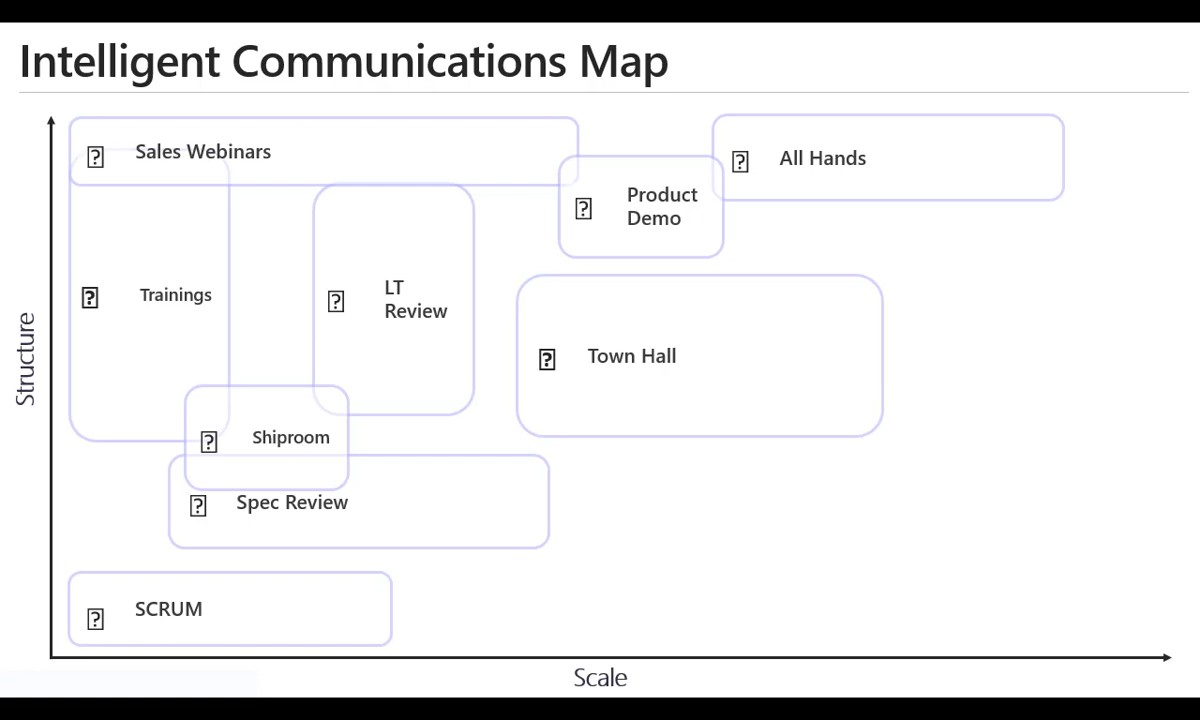 Intelligent Communications Map
Sales Webinars
All Hands
Product
Demo
Trainings
LT
Review
Town Hall
Structure
Shiproom
Spec Review
SCRUM
Scale